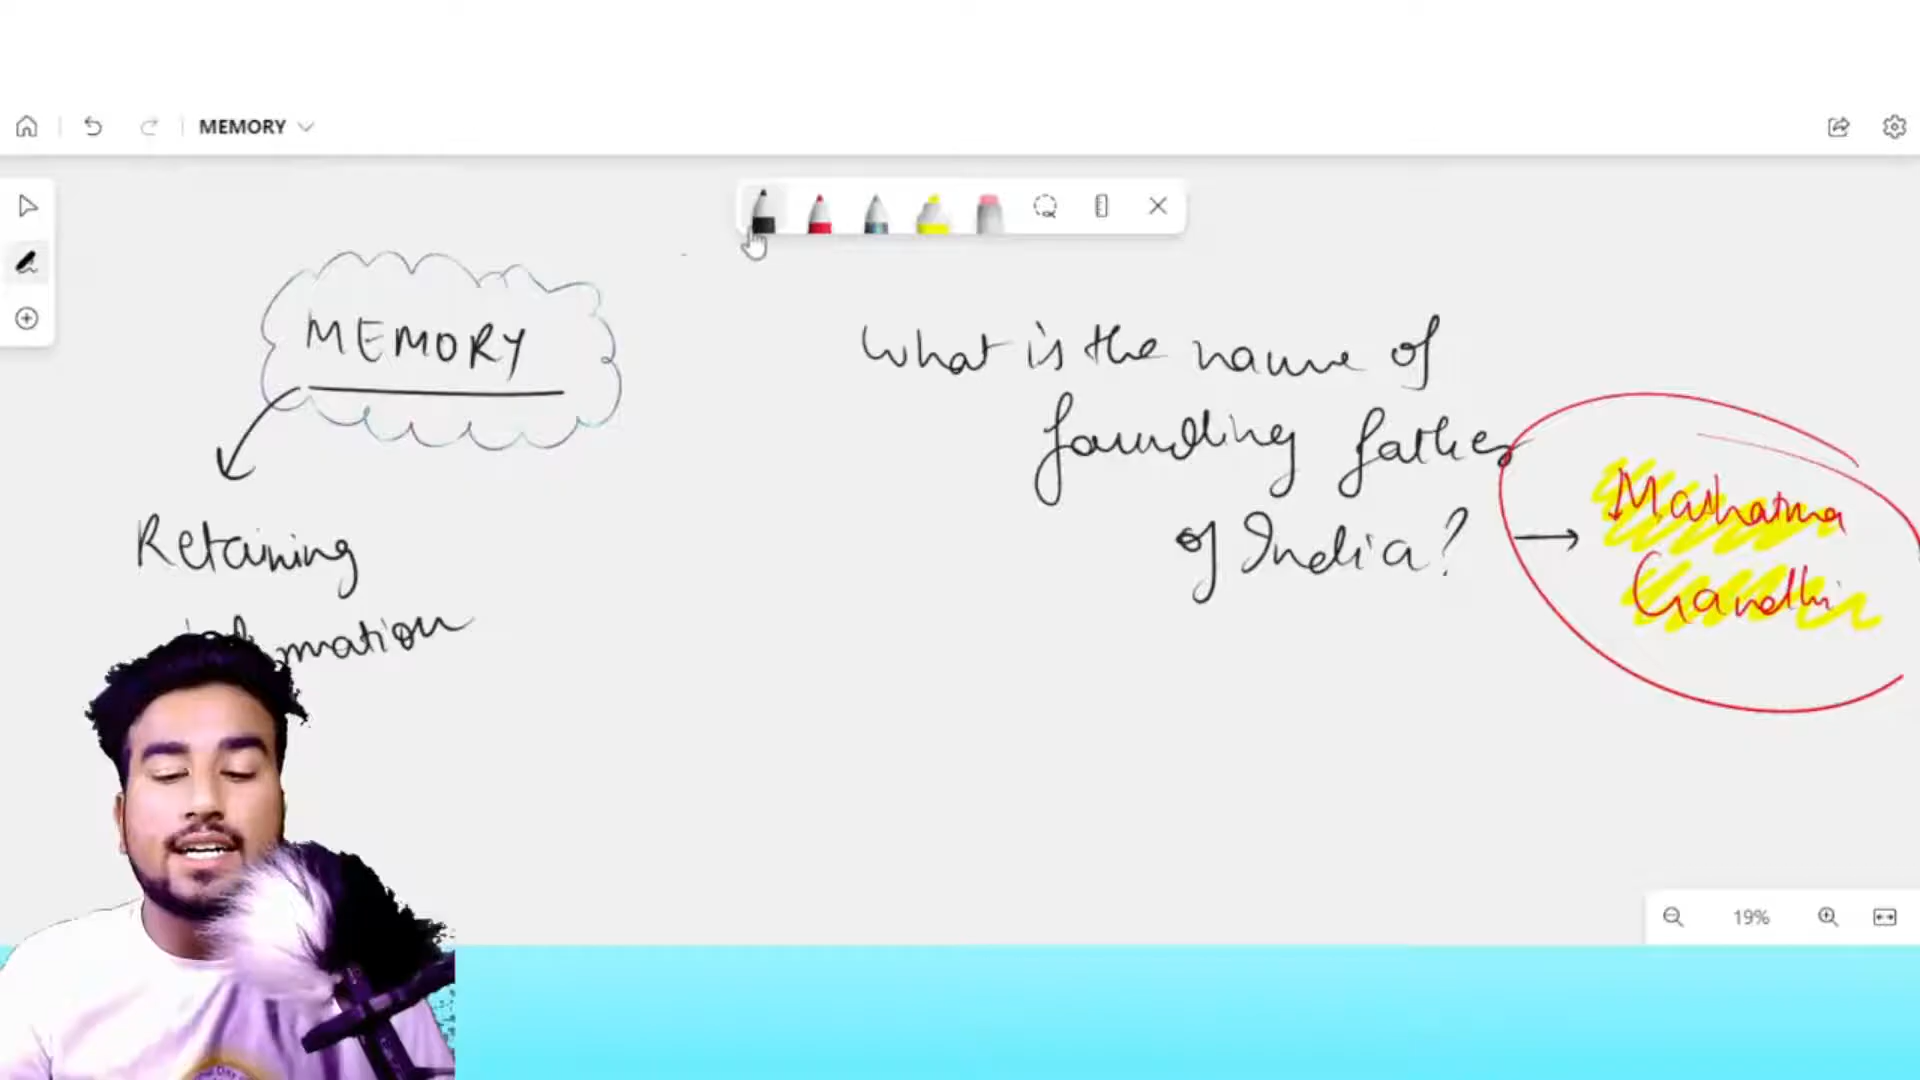 MEMORY
MEMORY
Retaining
mation
What is the name of
founding father
of India? →
Mahatma
Gandhi
19%